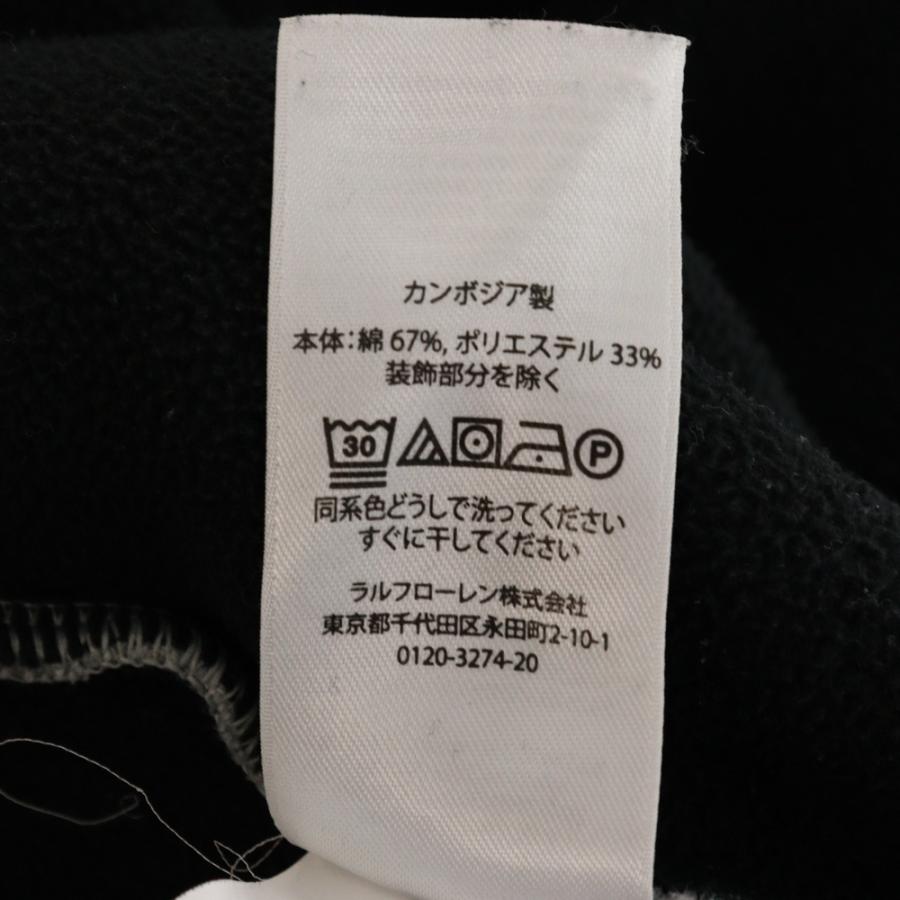 カンボジア製
本体：綿 67%, ポリエステル 33%
装飾部分を除く
30 P
同系色どうしで洗ってください
すぐに干してください
ラルフローレン株式会社
東京都千代田区永田町2-10-1
0120-3274-20